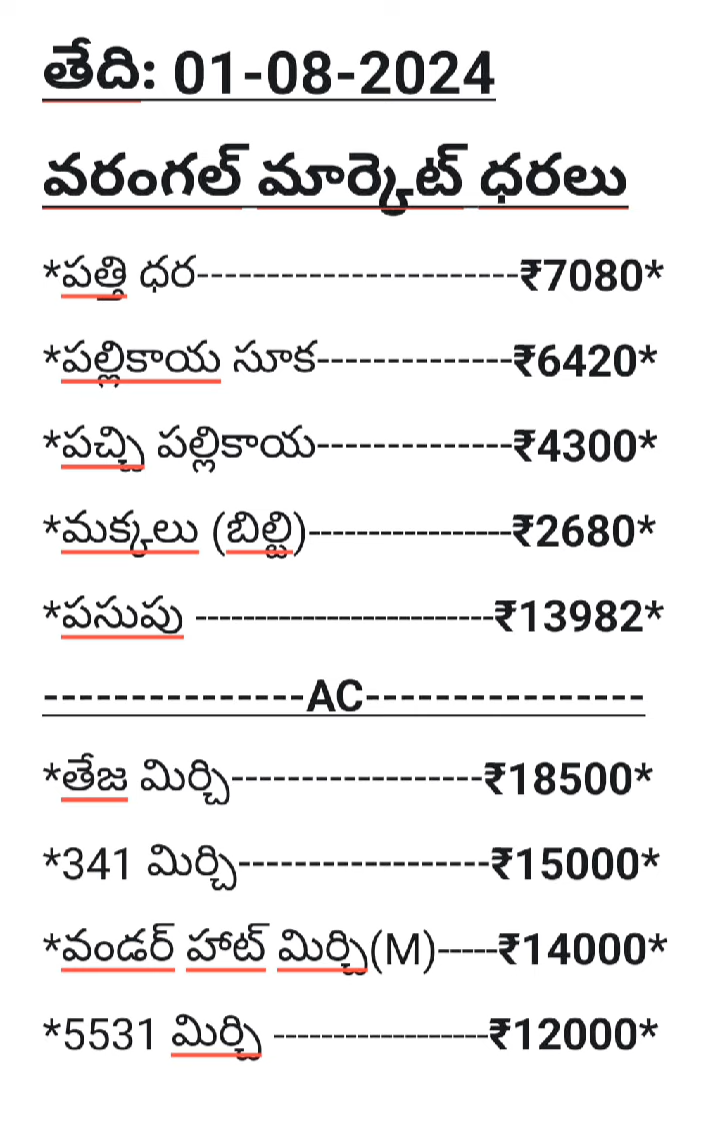 తేది: 01-08-2024
వరంగల్ మార్కెట్ ధరలు
*పత్తి ధర-----------------------₹7080*
*పల్లికాయ సూక--------------₹6420*
*పచ్చి పల్లికాయ--------------₹4300*
*మక్కలు (బిల్టి)-----------------₹2680*
*పసుపు -------------------------₹13982*
---------------AC----------------
*తేజ మిర్చి------------------₹18500*
*341 మిర్చి------------------₹15000*
*వండర్ హాట్ మిర్చి(M)-----₹14000*
*5531 మిర్చి ------------------₹12000*